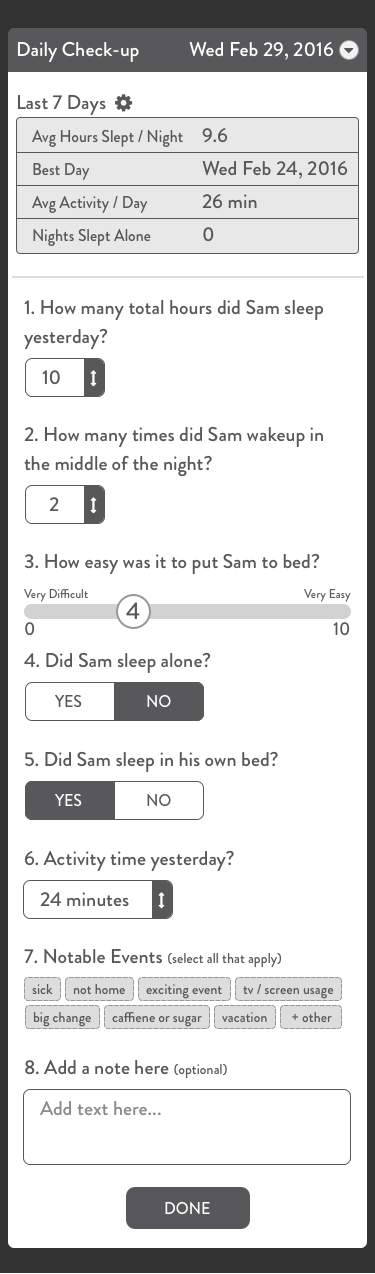 Daily Check-up Wed Feb 29, 2016
Last 7 Days
Avg Hours Slept / Night 9.6
Best Day Wed Feb 24, 2016
Avg Activity / Day 26 min
Nights Slept Alone 0
1. How many total hours did Sam sleep
yesterday?
10
2. How many times did Sam wakeup in
the middle of the night?
2
3. How easy was it to put Sam to bed?
Very Difficult Very Easy
4
0 10
4. Did Sam sleep alone?
YES NO
5. Did Sam sleep in his own bed?
YES NO
6. Activity time yesterday?
24 minutes
7. Notable Events (select all that apply)
sick not home exciting event tv / screen usage
big change caffiene or sugar vacation + other
8. Add a note here (optional)
Add text here...
DONE